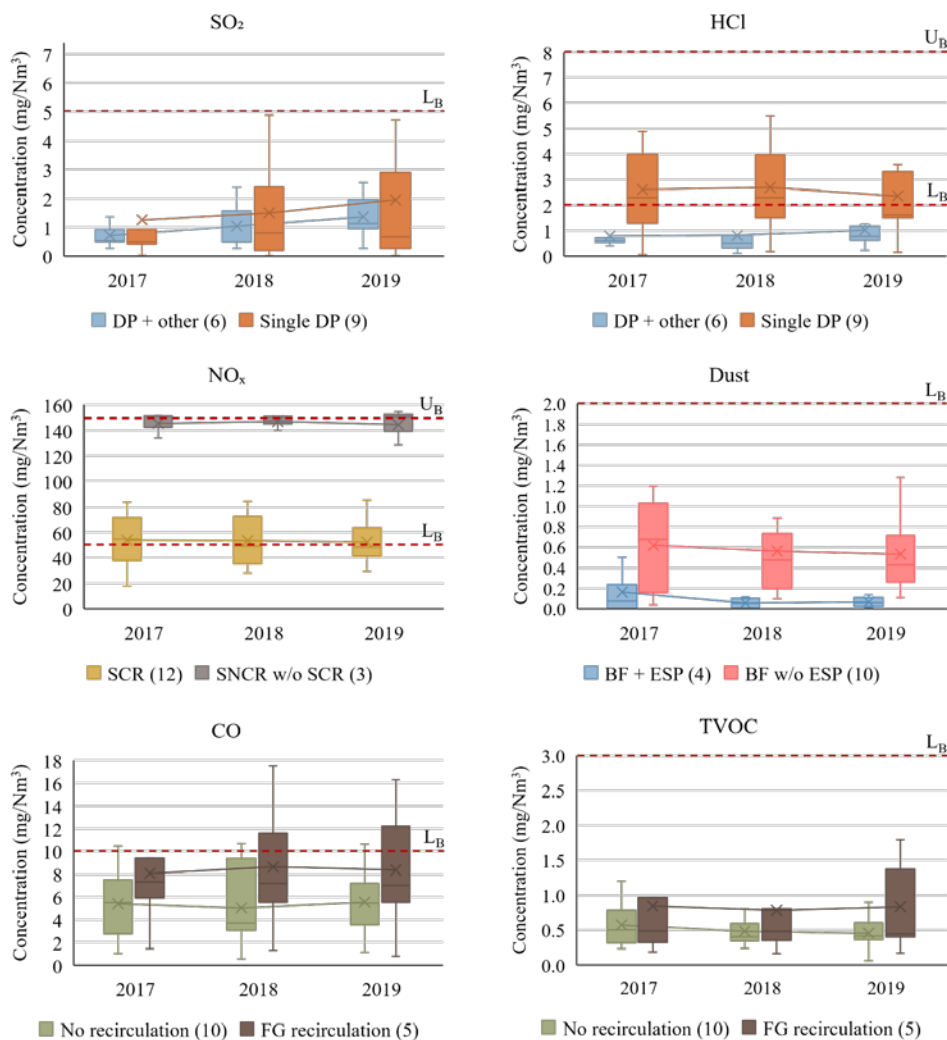 SO₂
Concentration (mg/Nm³)
7
6
5
4
3
2
1
0
L_B
2017 2018 2019
DP + other (6) Single DP (9)
HCl
Concentration (mg/Nm³)
8
7
6
5
4
3
2
1
0
U_B
L_B
2017 2018 2019
DP + other (6) Single DP (9)
NOₓ
Concentration (mg/Nm³)
160
140
120
100
80
60
40
20
0
U_B
L_B
2017 2018 2019
SCR (12) SNCR w/o SCR (3)
Dust
Concentration (mg/Nm³)
2.0
1.8
1.6
1.4
1.2
1.0
0.8
0.6
0.4
0.2
0.0
L_B
2017 2018 2019
BF + ESP (4) BF w/o ESP (10)
CO
Concentration (mg/Nm³)
18
16
14
12
10
8
6
4
2
0
L_B
2017 2018 2019
No recirculation (10) FG recirculation (5)
TVOC
Concentration (mg/Nm³)
3.0
2.5
2.0
1.5
1.0
0.5
0.0
L_B
2017 2018 2019
No recirculation (10) FG recirculation (5)